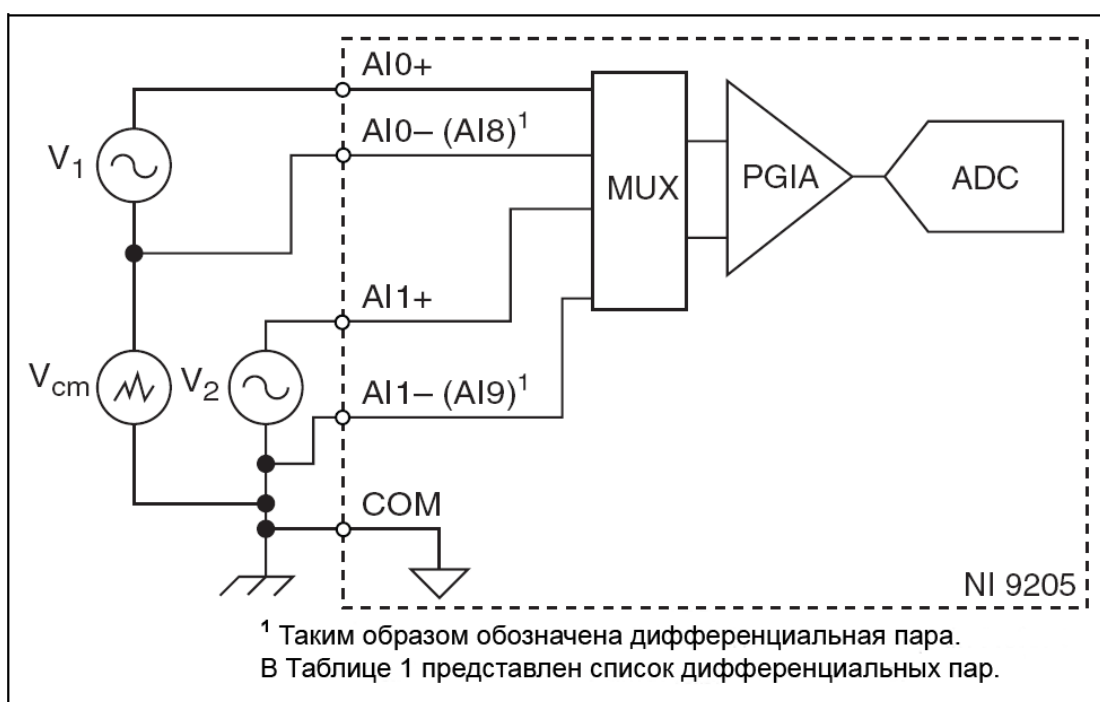 AI0+
AI0– (AI8)¹
V₁
MUX
PGIA
ADC
AI1+
V_cm
V₂
AI1– (AI9)¹
COM
NI 9205
¹ Таким образом обозначена дифференциальная пара.
В Таблице 1 представлен список дифференциальных пар.